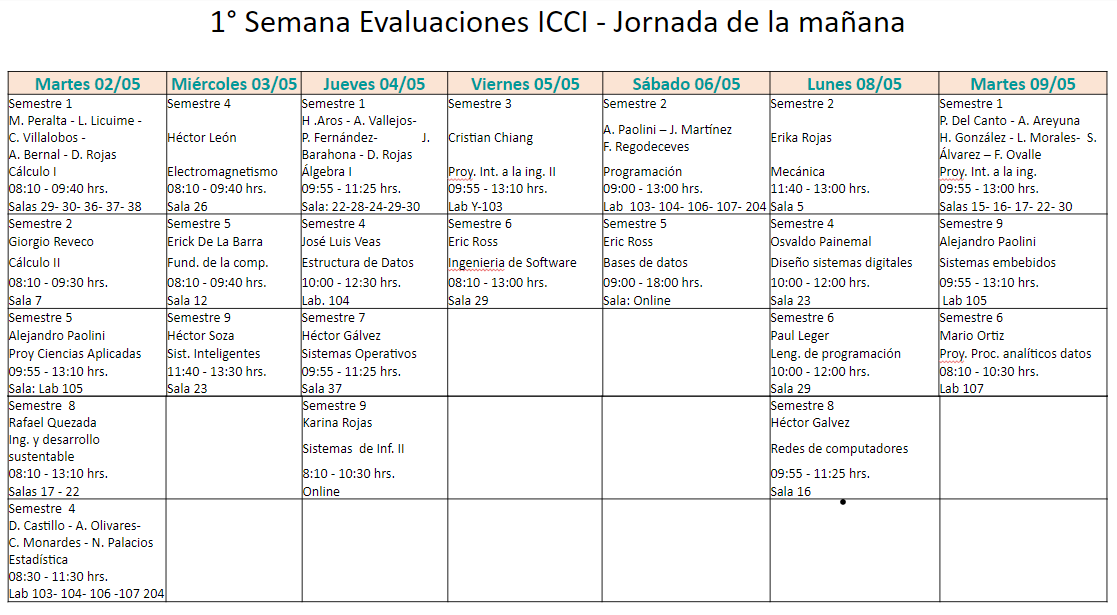 1° Semana Evaluaciones ICCI - Jornada de la mañana
Martes 02/05
Miércoles 03/05
Jueves 04/05
Viernes 05/05
Sábado 06/05
Lunes 08/05
Martes 09/05
Semestre 1
M. Peralta - L. Licuime -
C. Villalobos -
A. Bernal - D. Rojas
Cálculo I
08:10 - 09:40 hrs.
Salas 29- 30- 36- 37- 38
Semestre 4
Héctor León
Electromagnetismo
08:10 - 09:40 hrs.
Sala 26
Semestre 1
H .Aros - A. Vallejos-
P. Fernández- J.
Barahona - D. Rojas
Álgebra I
09:55 - 11:25 hrs.
Sala: 22-28-24-29-30
Semestre 3
Cristian Chiang
Proy. Int. a la ing. II
09:55 - 13:10 hrs.
Lab Y-103
Semestre 2
A. Paolini – J. Martínez
F. Regodeceves
Programación
09:00 - 13:00 hrs.
Lab 103- 104- 106- 107- 204
Semestre 2
Erika Rojas
Mecánica
11:40 - 13:00 hrs.
Sala 5
Semestre 1
P. Del Canto - A. Areyuna
H. González - L. Morales- S.
Álvarez – F. Ovalle
Proy. Int. a la ing.
09:55 - 13:00 hrs.
Salas 15- 16- 17- 22- 30
Semestre 2
Giorgio Reveco
Cálculo II
08:10 - 09:30 hrs.
Sala 7
Semestre 5
Erick De La Barra
Fund. de la comp.
08:10 - 09:40 hrs.
Sala 12
Semestre 4
José Luis Veas
Estructura de Datos
10:00 - 12:30 hrs.
Lab. 104
Semestre 6
Eric Ross
Ingenieria de Software
08:10 - 13:00 hrs.
Sala 29
Semestre 5
Eric Ross
Bases de datos
09:00 - 18:00 hrs.
Sala: Online
Semestre 4
Osvaldo Painemal
Diseño sistemas digitales
10:00 - 12:00 hrs.
Sala 23
Semestre 9
Alejandro Paolini
Sistemas embebidos
09:55 - 13:10 hrs.
Lab 105
Semestre 5
Alejandro Paolini
Proy Ciencias Aplicadas
09:55 - 13:10 hrs.
Sala: Lab 105
Semestre 9
Héctor Soza
Sist. Inteligentes
11:40 - 13:30 hrs.
Sala 23
Semestre 7
Héctor Gálvez
Sistemas Operativos
09:55 - 11:25 hrs.
Sala 37
Semestre 6
Paul Leger
Leng. de programación
10:00 - 12:00 hrs.
Sala 29
Semestre 6
Mario Ortiz
Proy. Proc. analíticos datos
08:10 - 10:30 hrs.
Lab 107
Semestre 8
Rafael Quezada
Ing. y desarrollo
sustentable
08:10 - 13:10 hrs.
Salas 17 - 22
Semestre 9
Karina Rojas
Sistemas de Inf. II
8:10 - 10:30 hrs.
Online
Semestre 8
Héctor Galvez
Redes de computadores
09:55 - 11:25 hrs.
Sala 16
Semestre 4
D. Castillo - A. Olivares-
C. Monardes - N. Palacios
Estadística
08:30 - 11:30 hrs.
Lab 103- 104- 106 -107 204